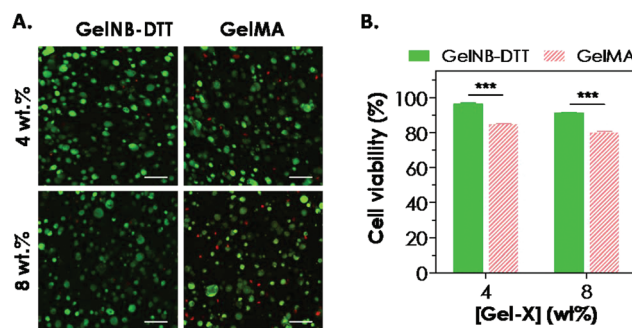 A.
GelNB-DTT GelMA
4 wt.%
8 wt.%
B.
GelNB-DTT GelMA
*** ***
Cell viability (%)
100
80
60
40
20
0
4 8
[Gel-X] (wt%)